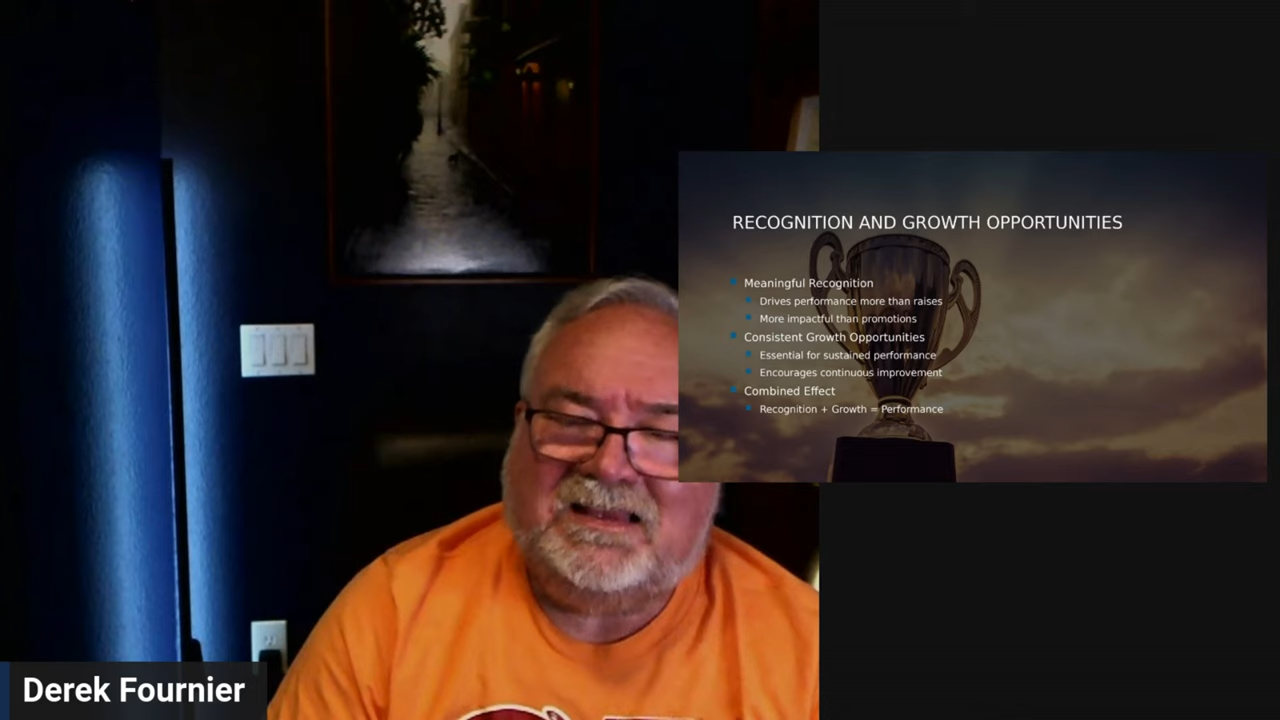 RECOGNITION AND GROWTH OPPORTUNITIES
Meaningful Recognition
Drives performance more than raises
More impactful than promotions
Consistent Growth Opportunities
Essential for sustained performance
Encourages continuous improvement
Combined Effect
Recognition + Growth = Performance
Derek Fournier